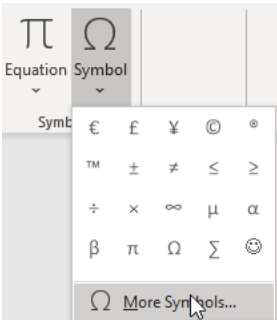 π Ω
Equation Symbol
Symb
€ £ ¥ © ®
™ ± ≠ ≤ ≥
÷ × ∞ μ α
β π Ω ∑ ☺
Ω More Symbols...